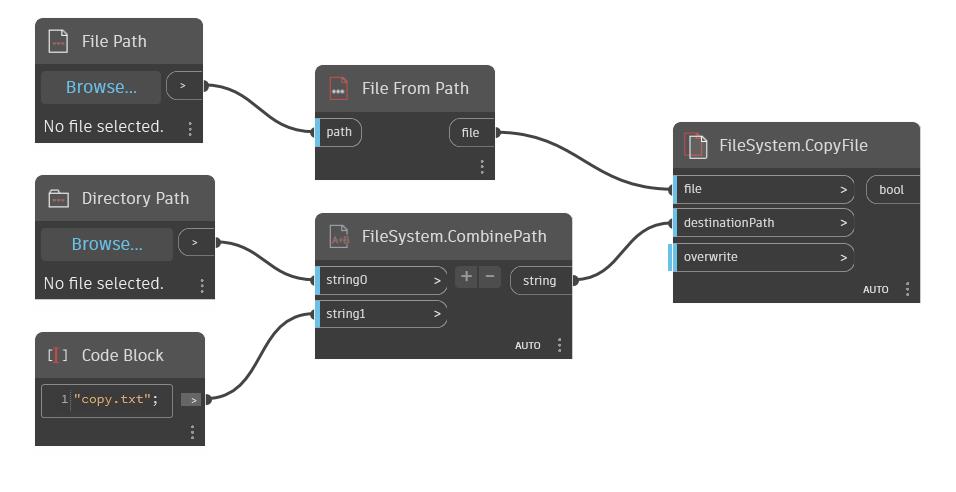 File Path
Browse...
>
No file selected.
File From Path
path
file
Directory Path
Browse...
>
No file selected.
FileSystem.CombinePath
string0 >
+ −
string
string1 >
AUTO
Code Block
1 "copy.txt";
>
FileSystem.CopyFile
file >
bool
destinationPath >
overwrite >
AUTO